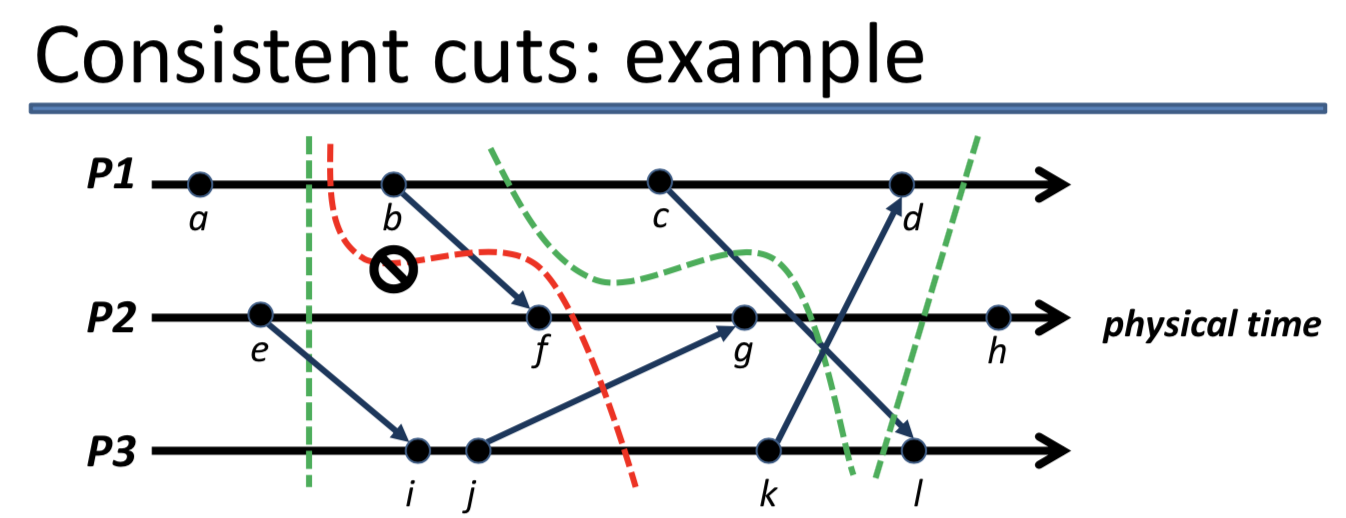 Consistent cuts: example
P1
a
b
c
d
P2
e
f
g
h
physical time
P3
i
j
k
l